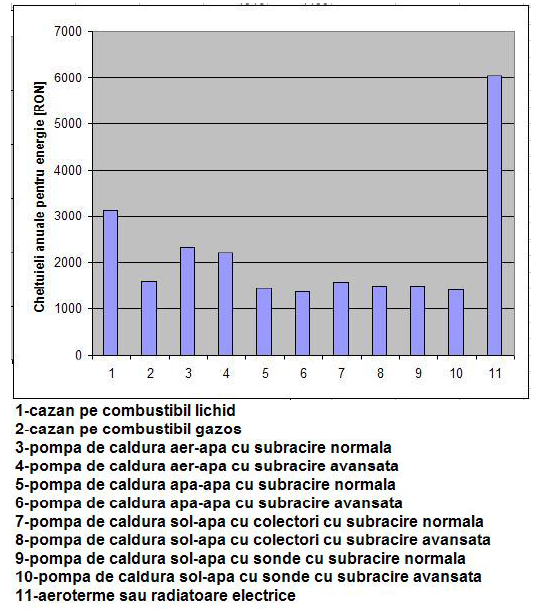 Cheltuieli anuale pentru energie [RON]
7000
6000
5000
4000
3000
2000
1000
0
1 2 3 4 5 6 7 8 9 10 11
1-cazan pe combustibil lichid
2-cazan pe combustibil gazos
3-pompa de caldura aer-apa cu subracire normala
4-pompa de caldura aer-apa cu subracire avansata
5-pompa de caldura apa-apa cu subracire normala
6-pompa de caldura apa-apa cu subracire avansata
7-pompa de caldura sol-apa cu colectori cu subracire normala
8-pompa de caldura sol-apa cu colectori cu subracire avansata
9-pompa de caldura sol-apa cu sonde cu subracire normala
10-pompa de caldura sol-apa cu sonde cu subracire avansata
11-aeroterme sau radiatoare electrice